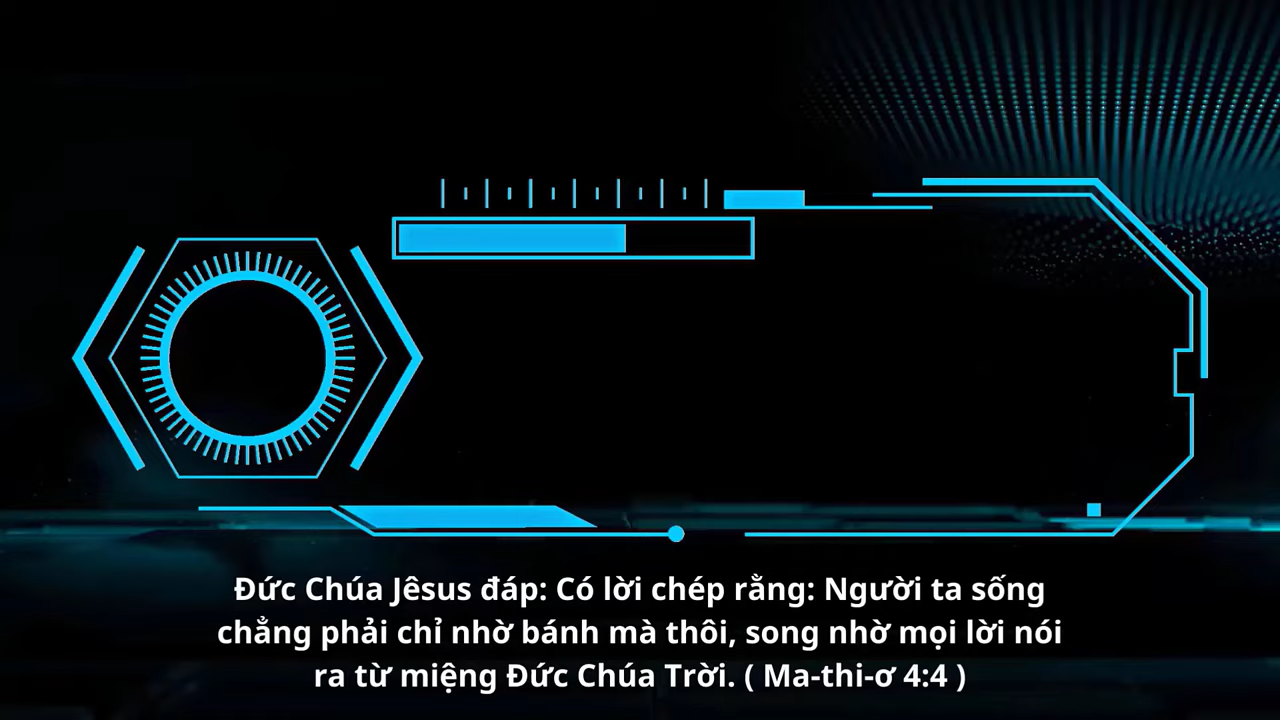 Đức Chúa Jêsus đáp: Có lời chép rằng: Người ta sống
chẳng phải chỉ nhờ bánh mà thôi, song nhờ mọi lời nói
ra từ miệng Đức Chúa Trời. ( Ma-thi-ơ 4:4 )